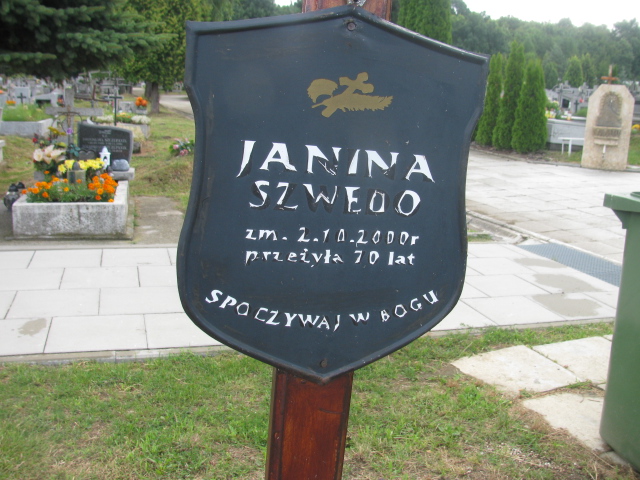 JANINA
SZWEDO
zm. 2.10.2000r
przeżyła 70 lat
SPOCZYWAJ W BOGU